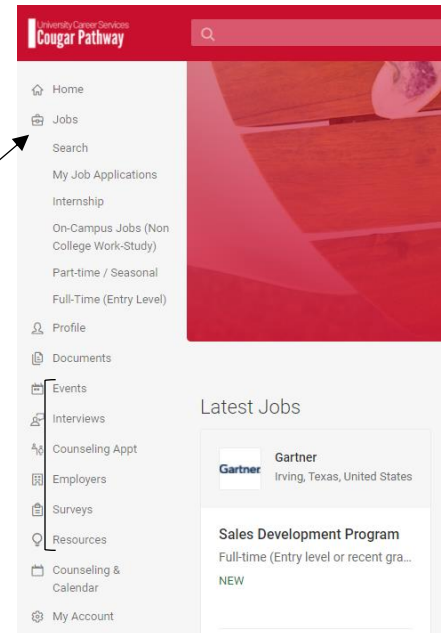 University Career Services
Cougar Pathway
Home
Jobs
Search
My Job Applications
Internship
On-Campus Jobs (Non
College Work-Study)
Part-time / Seasonal
Full-Time (Entry Level)
Profile
Documents
Events
Interviews
Counseling Appt
Employers
Surveys
Resources
Counseling &
Calendar
My Account
Latest Jobs
Gartner
Gartner
Irving, Texas, United States
Sales Development Program
Full-time (Entry level or recent gra...
NEW